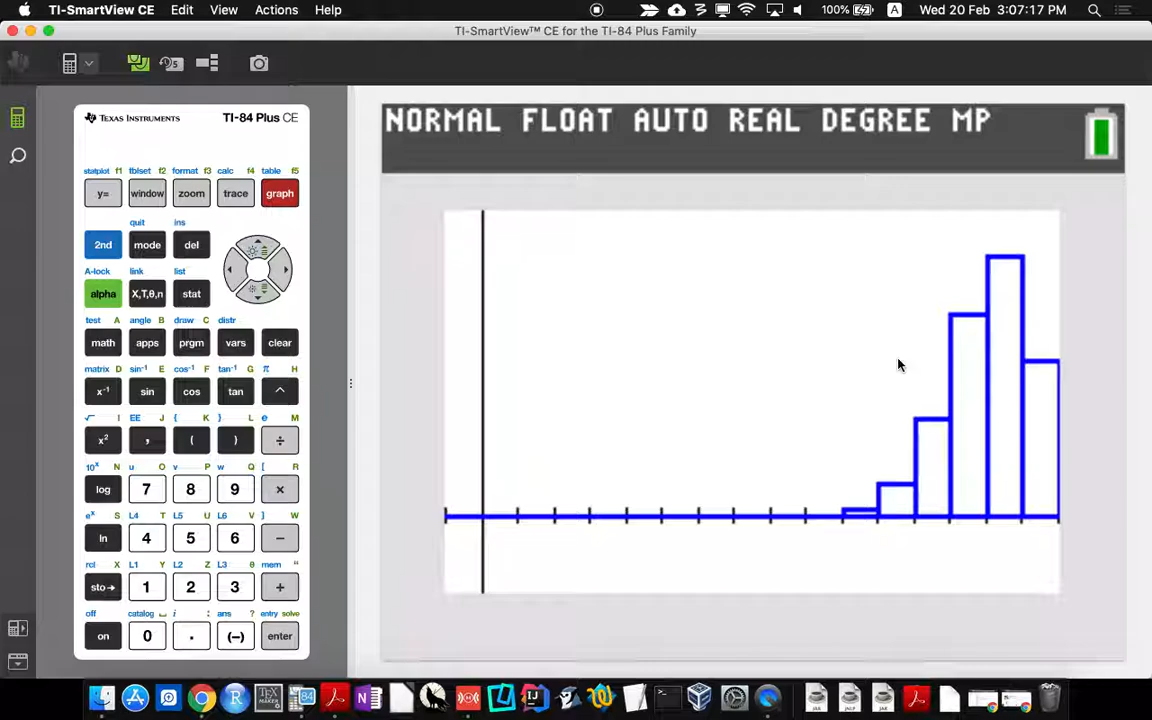 TI-SmartView CE Edit View Actions Help 100% A Wed 20 Feb 3:07:17 PM
TI-SmartView™ CE for the TI-84 Plus Family
TEXAS INSTRUMENTS TI-84 Plus CE
NORMAL FLOAT AUTO REAL DEGREE MP
statplot f1 tblset f2 format f3 calc f4 table f5
y= window zoom trace graph
quit ins
2nd mode del
A-lock link list
alpha X,T,θ,n stat
test A angle B draw C distr
math apps prgm vars clear
matrix D sin⁻¹ E cos⁻¹ F tan⁻¹ G π H
x⁻¹ sin cos tan ^
√ I EE J { K } L e M
x² , ( ) ÷
10ˣ N u O v P w Q [ R
log 7 8 9 ×
eˣ S L4 T L5 U L6 V ] W
ln 4 5 6 −
rcl X L1 Y L2 Z L3 θ mem "
sto→ 1 2 3 +
off catalog ⎵ i : ans ? entry solve
on 0 . (−) enter